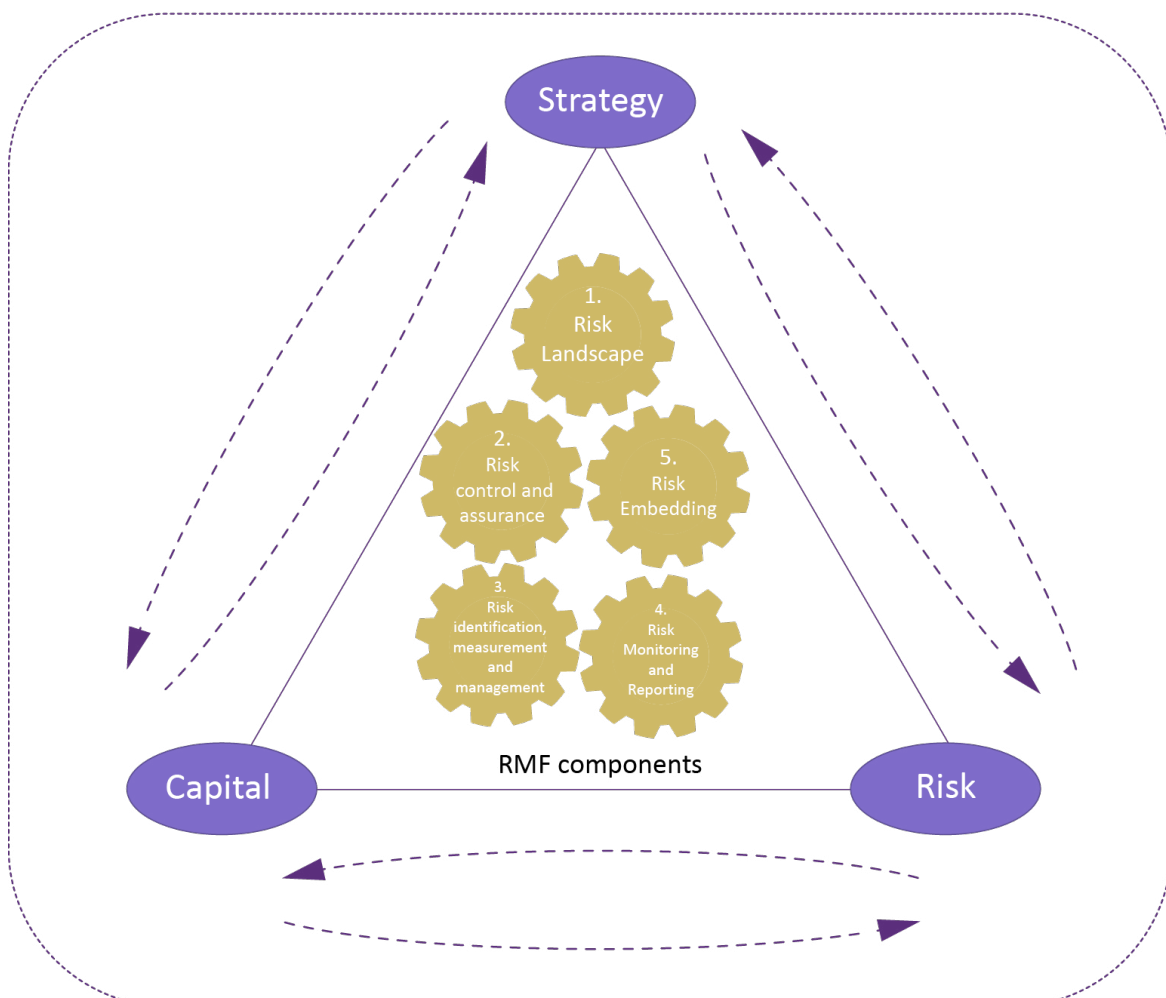 Strategy
1.
Risk
Landscape
2.
Risk
control and
assurance
5.
Risk
Embedding
3.
Risk
identification,
measurement
and
management
4.
Risk
Monitoring
and
Reporting
RMF components
Capital
Risk